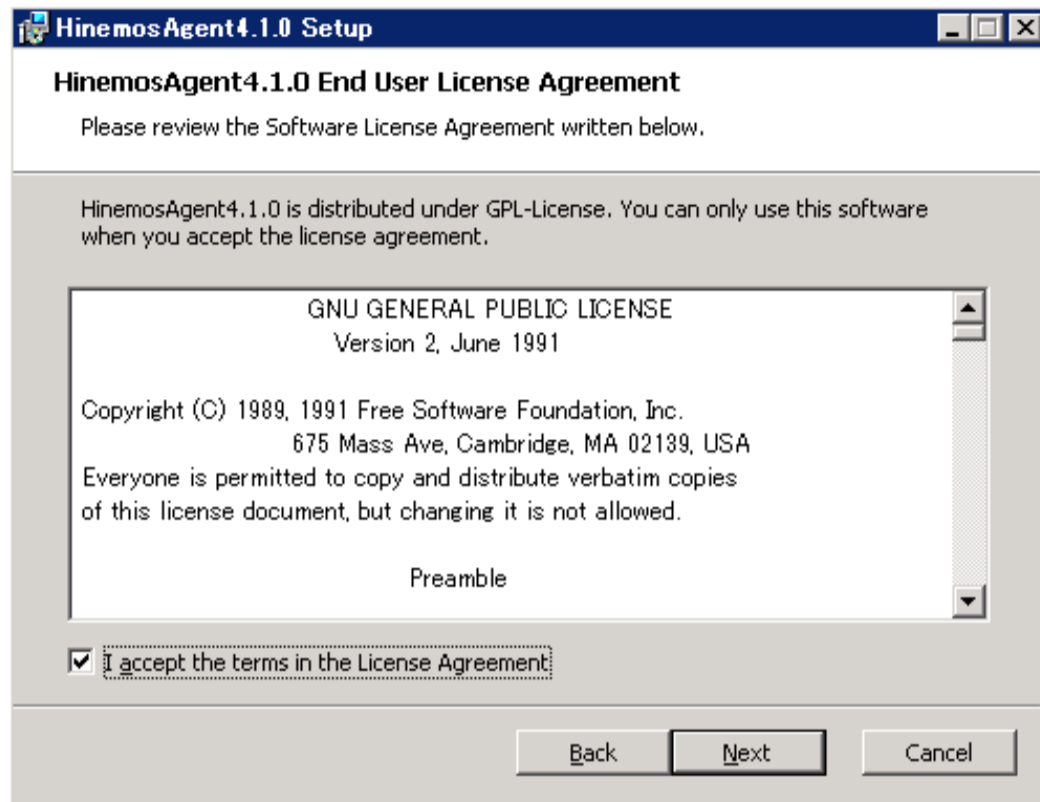 HinemosAgent4.1.0 Setup
HinemosAgent4.1.0 End User License Agreement
Please review the Software License Agreement written below.
HinemosAgent4.1.0 is distributed under GPL-License. You can only use this software
when you accept the license agreement.
GNU GENERAL PUBLIC LICENSE
Version 2, June 1991
Copyright (C) 1989, 1991 Free Software Foundation, Inc.
675 Mass Ave, Cambridge, MA 02139, USA
Everyone is permitted to copy and distribute verbatim copies
of this license document, but changing it is not allowed.
Preamble
I accept the terms in the License Agreement
Back Next Cancel